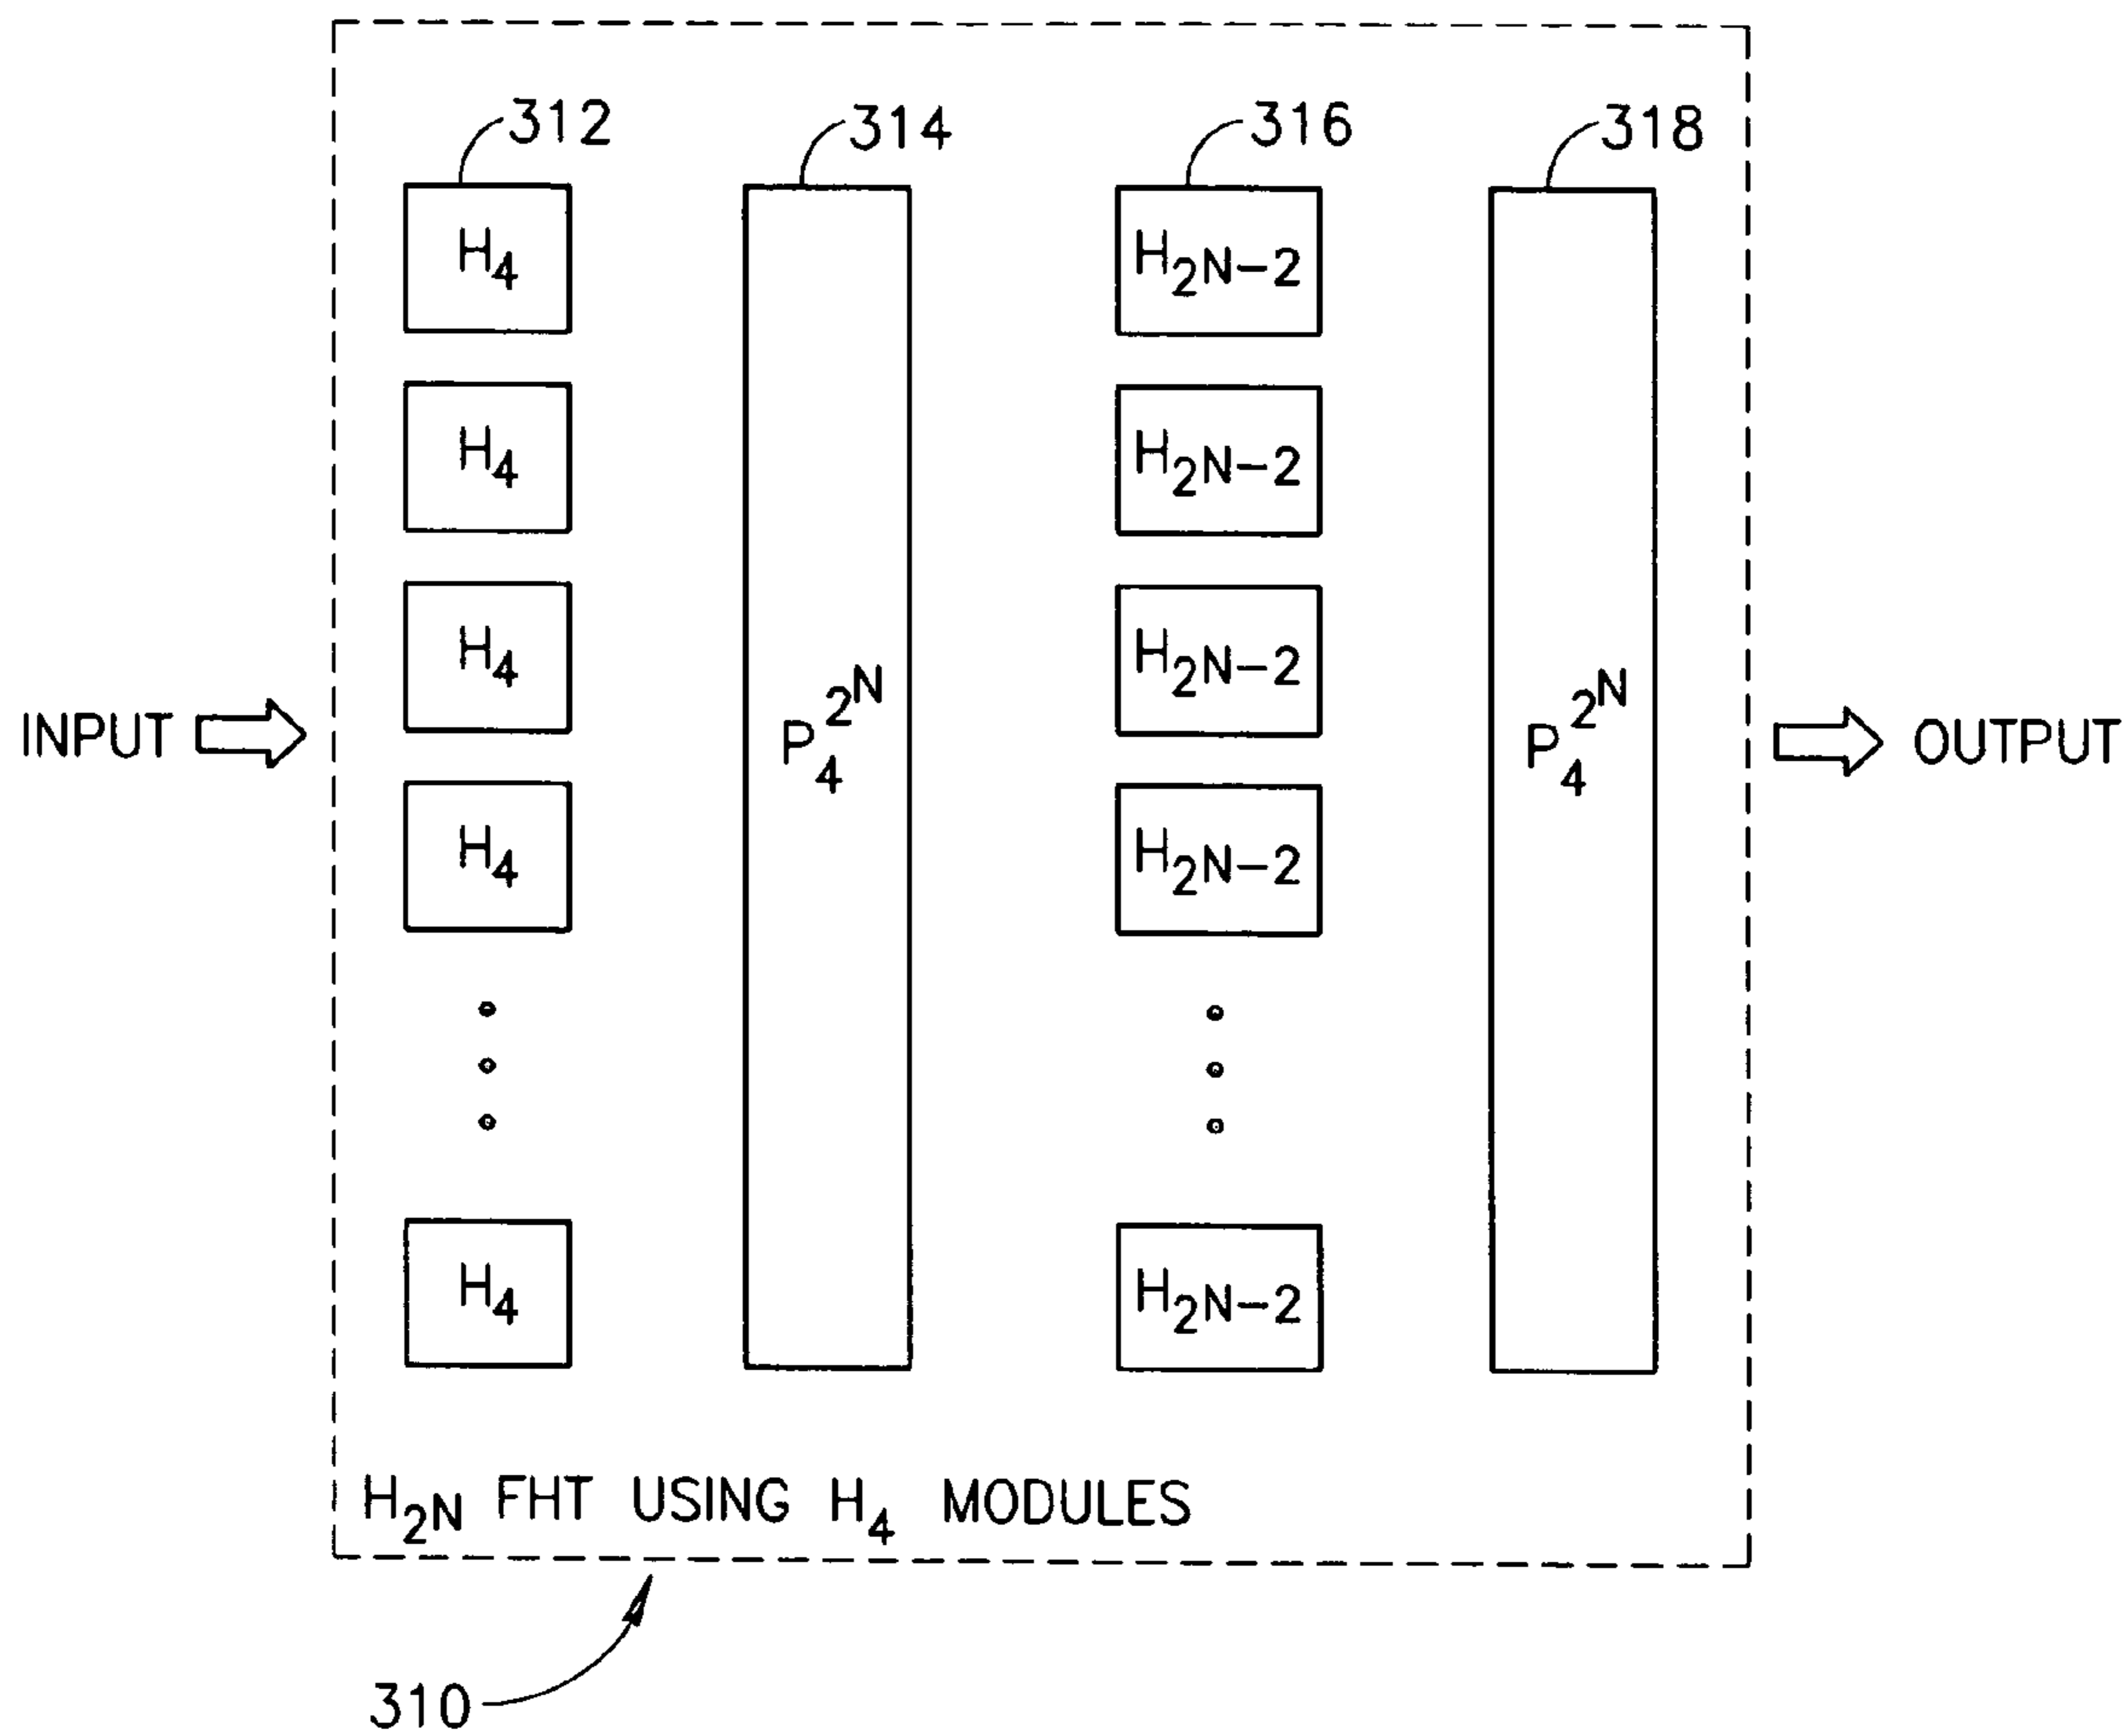 312 314 316 318
H4 H2N-2
H4 H2N-2
H4 H2N-2
INPUT P4 2N P4 2N OUTPUT
H4 H2N-2
H4 H2N-2
H2N FHT USING H4 MODULES
310